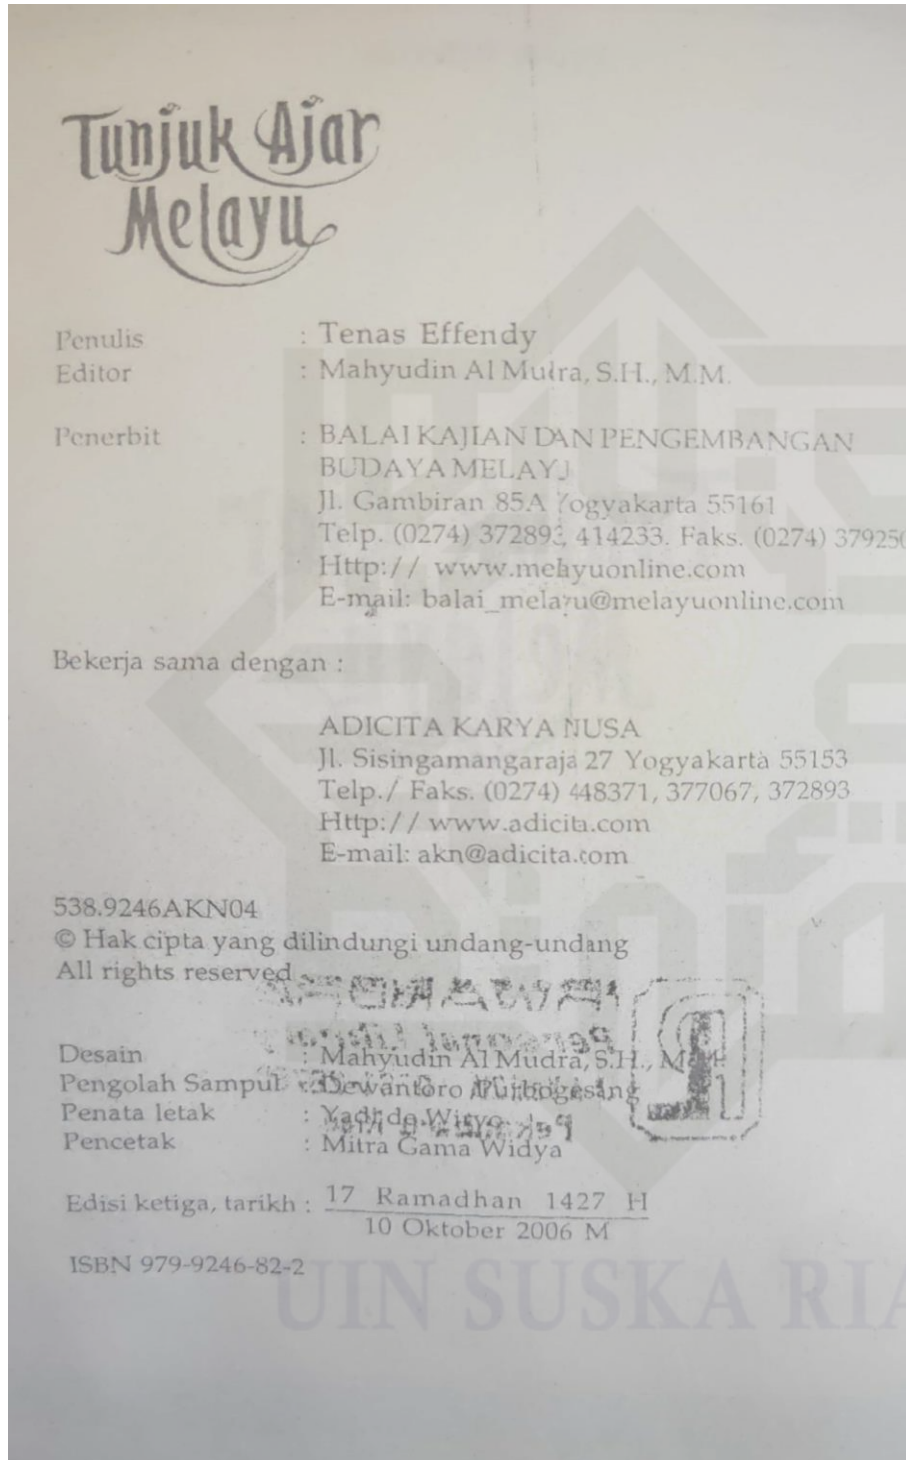 Tunjuk Ajar
Melayu
Penulis : Tenas Effendy
Editor : Mahyudin Al Mudra, S.H., M.M.
Penerbit : BALAI KAJIAN DAN PENGEMBANGAN
BUDAYA MELAYU
Jl. Gambiran 85A Yogyakarta 55161
Telp. (0274) 372893, 414233. Faks. (0274) 379250
Http:// www.melayuonline.com
E-mail: balai_melayu@melayuonline.com
Bekerja sama dengan :
ADICITA KARYA NUSA
Jl. Sisingamangaraja 27 Yogyakarta 55153
Telp./ Faks. (0274) 448371, 377067, 372893
Http:// www.adicita.com
E-mail: akn@adicita.com
538.9246AKN04
© Hak cipta yang dilindungi undang-undang
All rights reserved
Desain : Mahyudin Al Mudra, S.H., M.M.
Pengolah Sampul : Dewantoro
Penata letak :
Pencetak : Mitra Gama Widya
Edisi ketiga, tarikh : 17 Ramadhan 1427 H
10 Oktober 2006 M
ISBN 979-9246-82-2
UIN SUSKA RIA